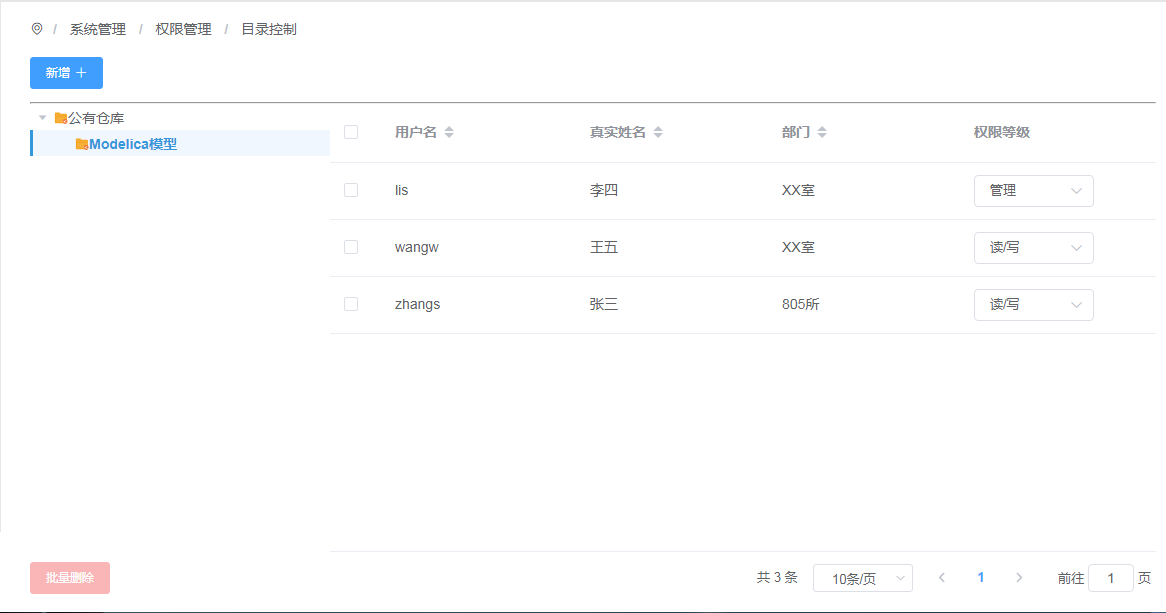 / 系统管理 / 权限管理 / 目录控制
新增 +
公有仓库
Modelica模型
用户名 真实姓名 部门 权限等级
lis 李四 XX室 管理
wangw 王五 XX室 读/写
zhangs 张三 805所 读/写
批量删除 共 3 条 10条/页 < 1 > 前往 1 页